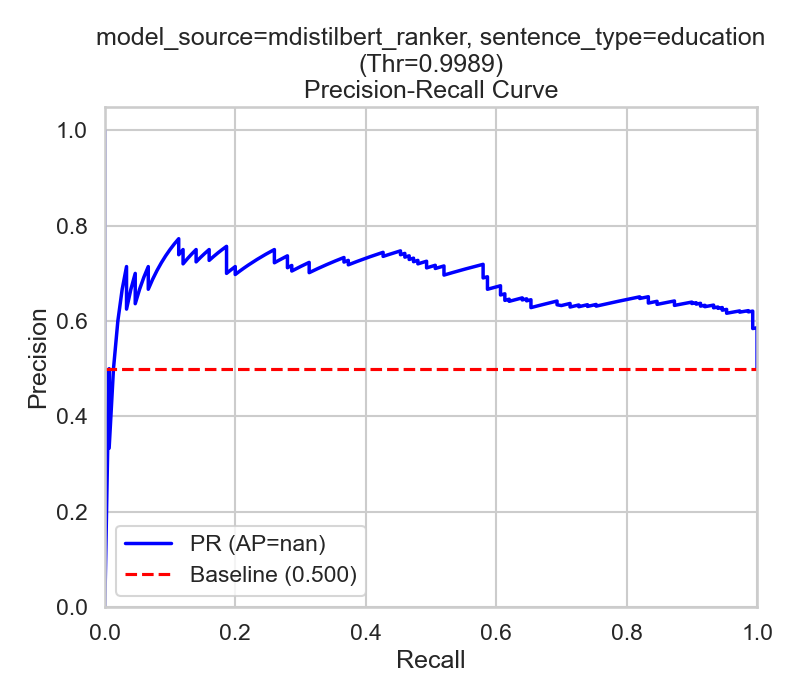 model_source=mdistilbert_ranker, sentence_type=education
(Thr=0.9989)
Precision-Recall Curve
1.0
0.8
0.6
0.4
0.2
0.0
Precision
PR (AP=nan)
Baseline (0.500)
0.0 0.2 0.4 0.6 0.8 1.0
Recall